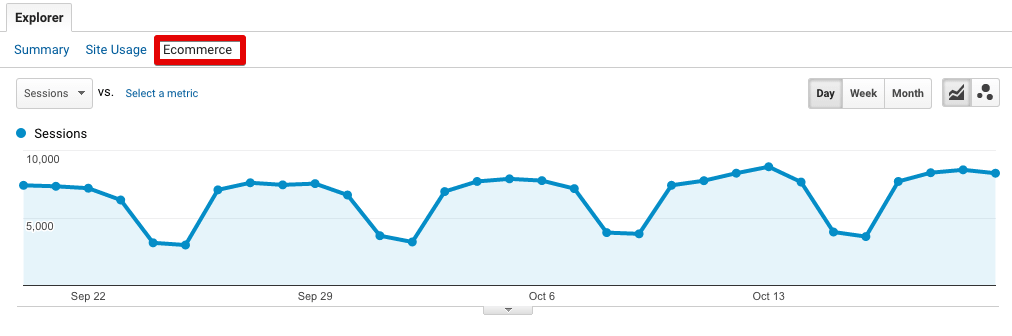 Explorer
Summary Site Usage Ecommerce
Sessions vs. Select a metric Day Week Month
Sessions
10,000
5,000
Sep 22 Sep 29 Oct 6 Oct 13